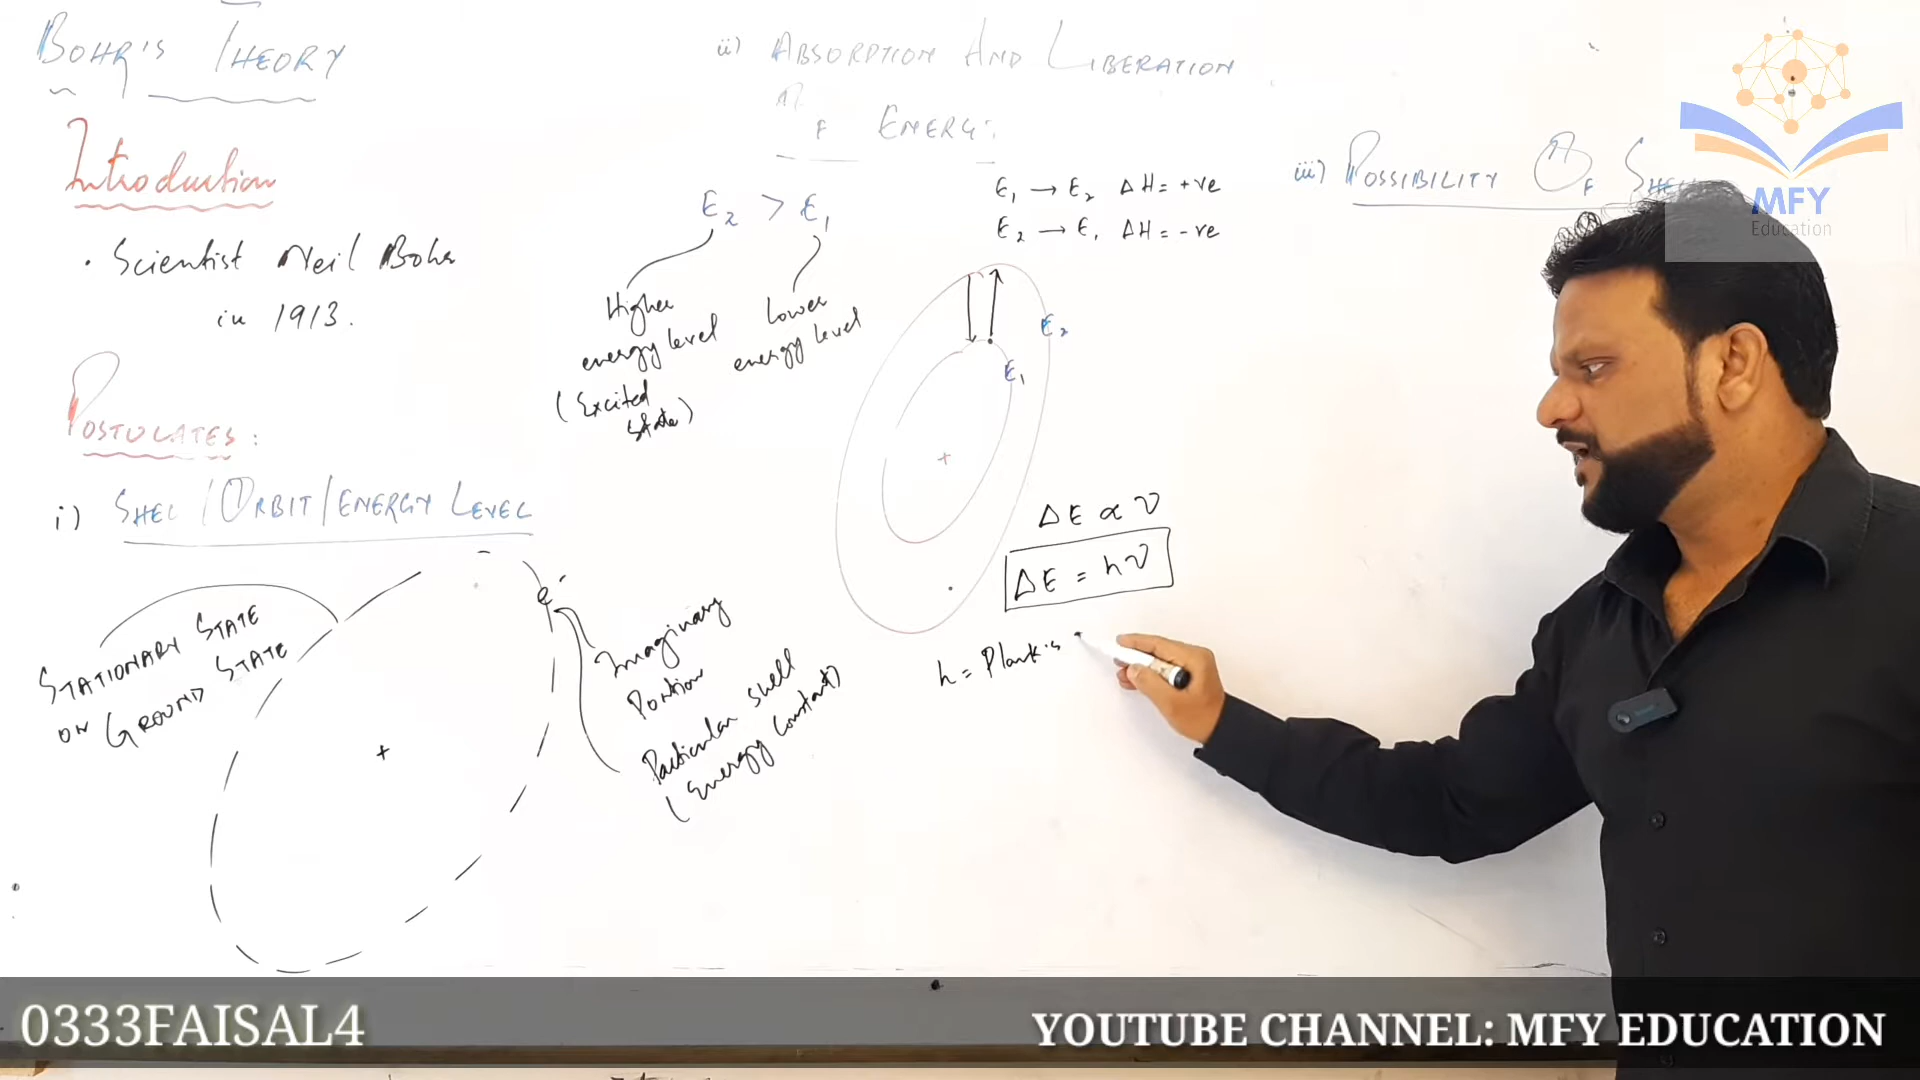 BOHR'S THEORY
Introduction
• Scientist Neil Bohr
in 1913.
POSTULATES:
i) SHEL/ORBIT/ENERGY LEVEL
STATIONARY STATE
OR GROUND STATE
+
e-
Imaginary
Portion
Particular shell
(Energy Constant)
ii) ABSORPTION AND LIBERATION
OF ENERGY:
E2 > E1
Higher
energy level
(Excited
State)
Lower
energy level
E1 → E2 ΔH = +ve
E2 → E1 ΔH = -ve
E2
E1
+
ΔE ∝ ν
ΔE = hν
h = Plank's
iii) POSSIBILITY OF
MFY
Education
0333FAISAL4
YOUTUBE CHANNEL: MFY EDUCATION